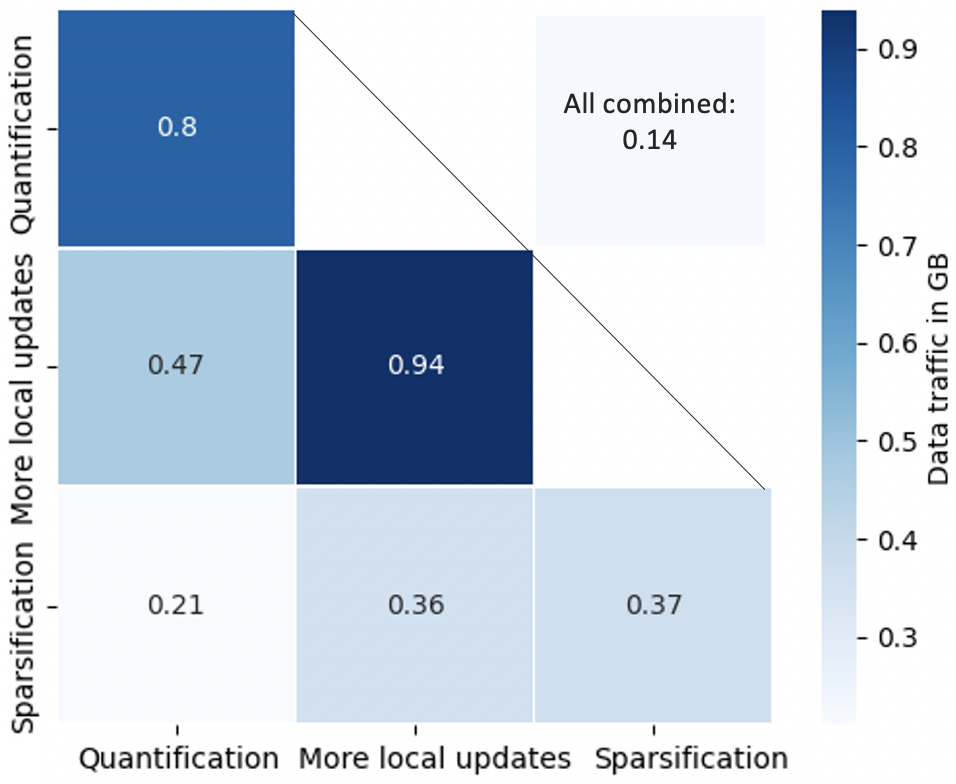 Quantification
More local updates
Sparsification
0.8
All combined:
0.14
0.47
0.94
0.21
0.36
0.37
Quantification
More local updates
Sparsification
0.9
0.8
0.7
0.6
0.5
0.4
0.3
Data traffic in GB